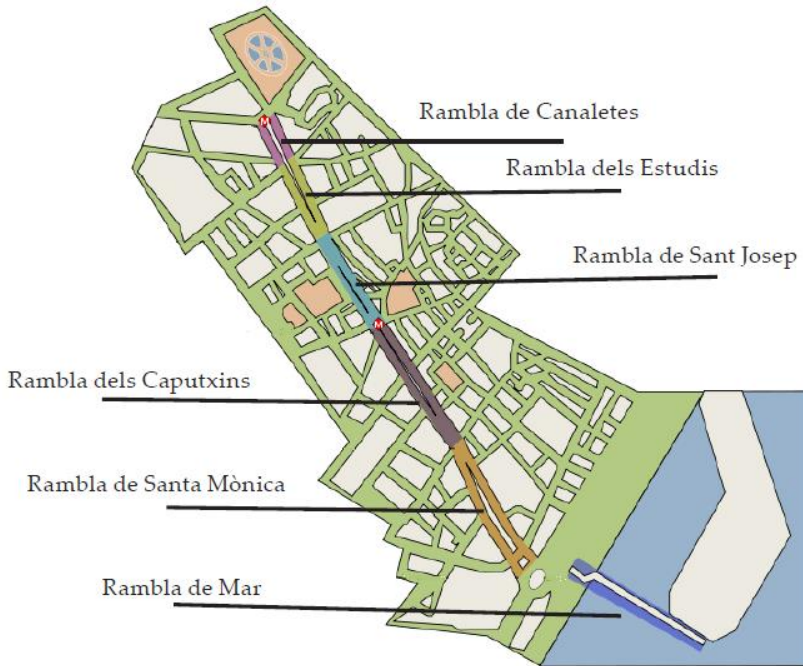 M
Rambla de Canaletes
Rambla dels Estudis
Rambla de Sant Josep
M
Rambla dels Caputxins
Rambla de Santa Mònica
Rambla de Mar